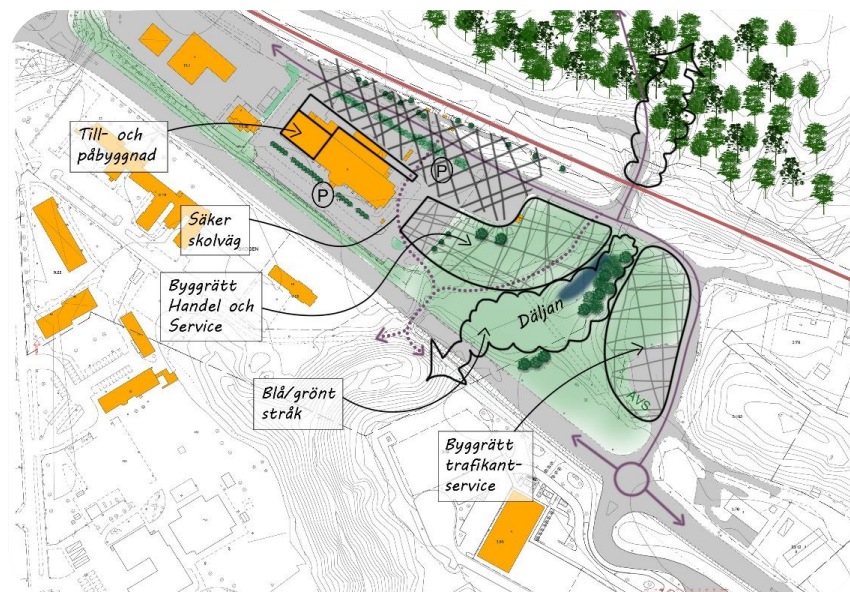 Till- och
påbyggnad
P
P
Säker
skolväg
Byggrätt
Handel och
Service
Däljan
Blå/grönt
stråk
AVS
Byggrätt
trafikant-
service